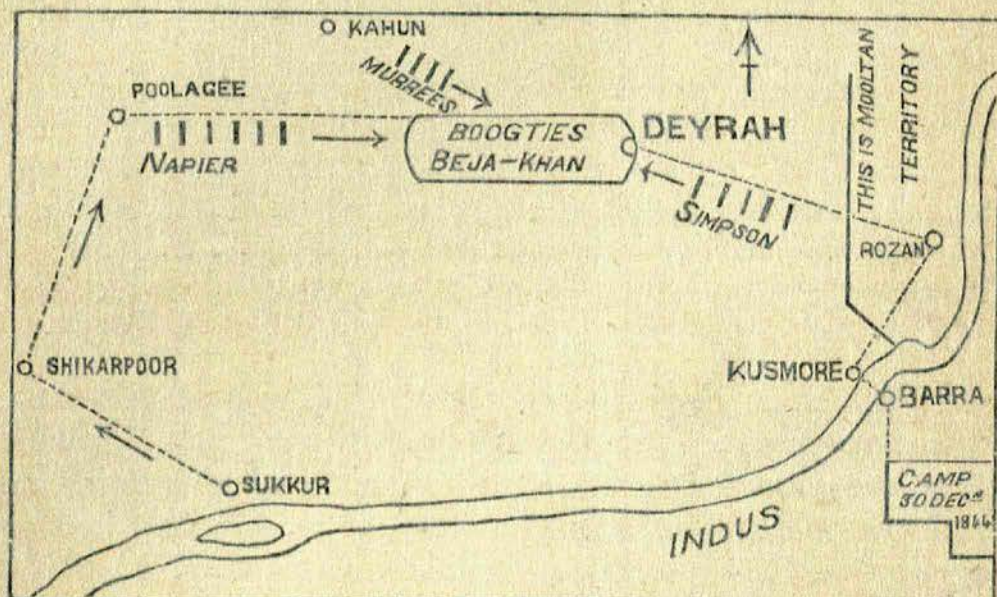 KAHUN
MURREES
POOLAGEE
NAPIER
BOOGTIES
BEJA-KHAN
DEYRAH
SIMPSON
THIS IS MOOLTAN
TERRITORY
ROZAN
SHIKARPOOR
KUSMORE
BARRA
SUKKUR
CAMP
30 DECR
1844
INDUS